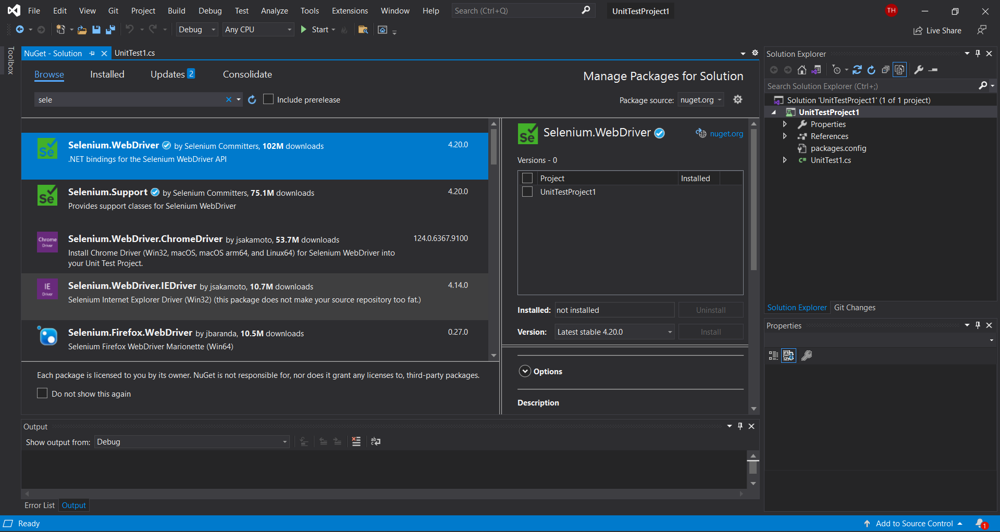 File Edit View Git Project Build Debug Test Analyze Tools Extensions Window Help Search (Ctrl+Q) UnitTestProject1 TH
Debug Any CPU Start Live Share
Toolbox
NuGet - Solution UnitTest1.cs
Browse Installed Updates 2 Consolidate Manage Packages for Solution
sele Include prerelease Package source: nuget.org
Selenium.WebDriver by Selenium Committers, 102M downloads 4.20.0
.NET bindings for the Selenium WebDriver API
Se
Selenium.Support by Selenium Committers, 75.1M downloads 4.20.0
Provides support classes for Selenium WebDriver
Se
Selenium.WebDriver.ChromeDriver by jsakamoto, 53.7M downloads 124.0.6367.9100
Install Chrome Driver (Win32, macOS, macOS arm64, and Linux64) for Selenium WebDriver into
your Unit Test Project.
Chrome
Driver
Selenium.WebDriver.IEDriver by jsakamoto, 10.7M downloads 4.14.0
Selenium Internet Explorer Driver (Win32) (this package does not make your source repository too fat.)
IE
Driver
Selenium.Firefox.WebDriver by jbaranda, 10.5M downloads 0.27.0
Selenium Firefox WebDriver Marionette (Win64)
Each package is licensed to you by its owner. NuGet is not responsible for, nor does it grant any licenses to, third-party packages.
Do not show this again
Se Selenium.WebDriver nuget.org
Versions - 0
Project Installed
UnitTestProject1
Installed: not installed Uninstall
Version: Latest stable 4.20.0 Install
Options
Description
Output
Show output from: Debug
Error List Output
Solution Explorer
Search Solution Explorer (Ctrl+;)
Solution 'UnitTestProject1' (1 of 1 project)
UnitTestProject1
Properties
References
packages.config
C# UnitTest1.cs
Solution Explorer Git Changes
Properties
Ready Add to Source Control 1